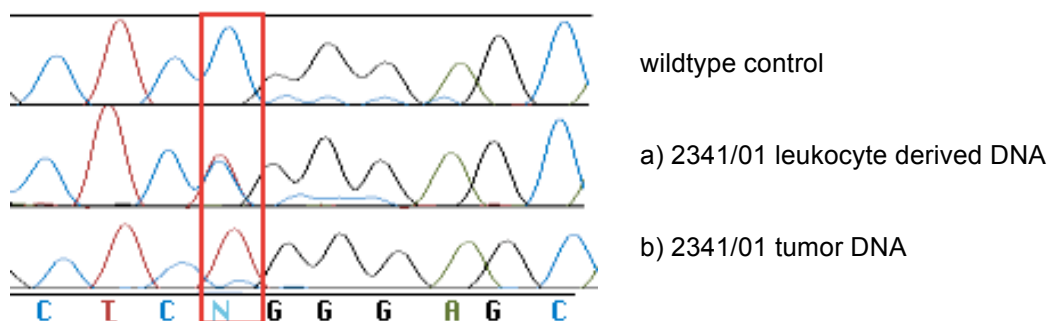 wildtype control
a) 2341/01 leukocyte derived DNA
b) 2341/01 tumor DNA
C T C N G G G A G C